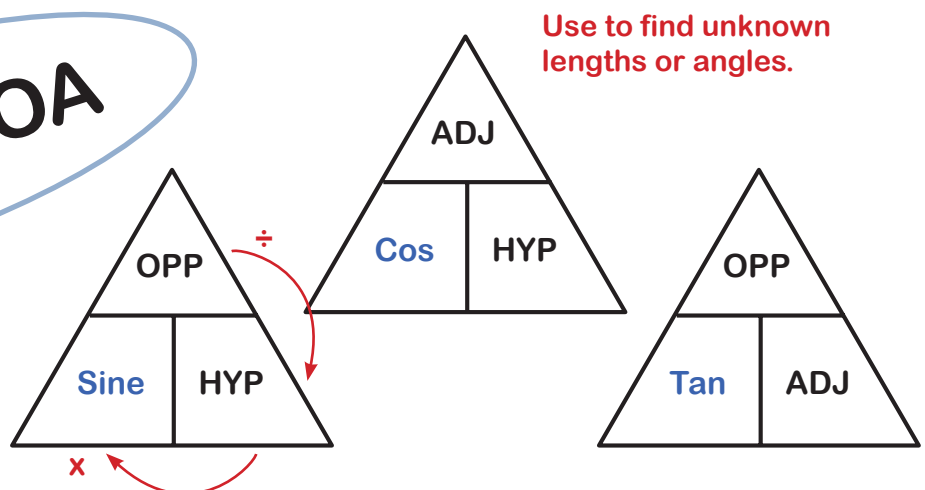 OA
Use to find unknown
lengths or angles.
ADJ
Cos HYP
OPP
÷
Sine HYP
x
OPP
Tan ADJ